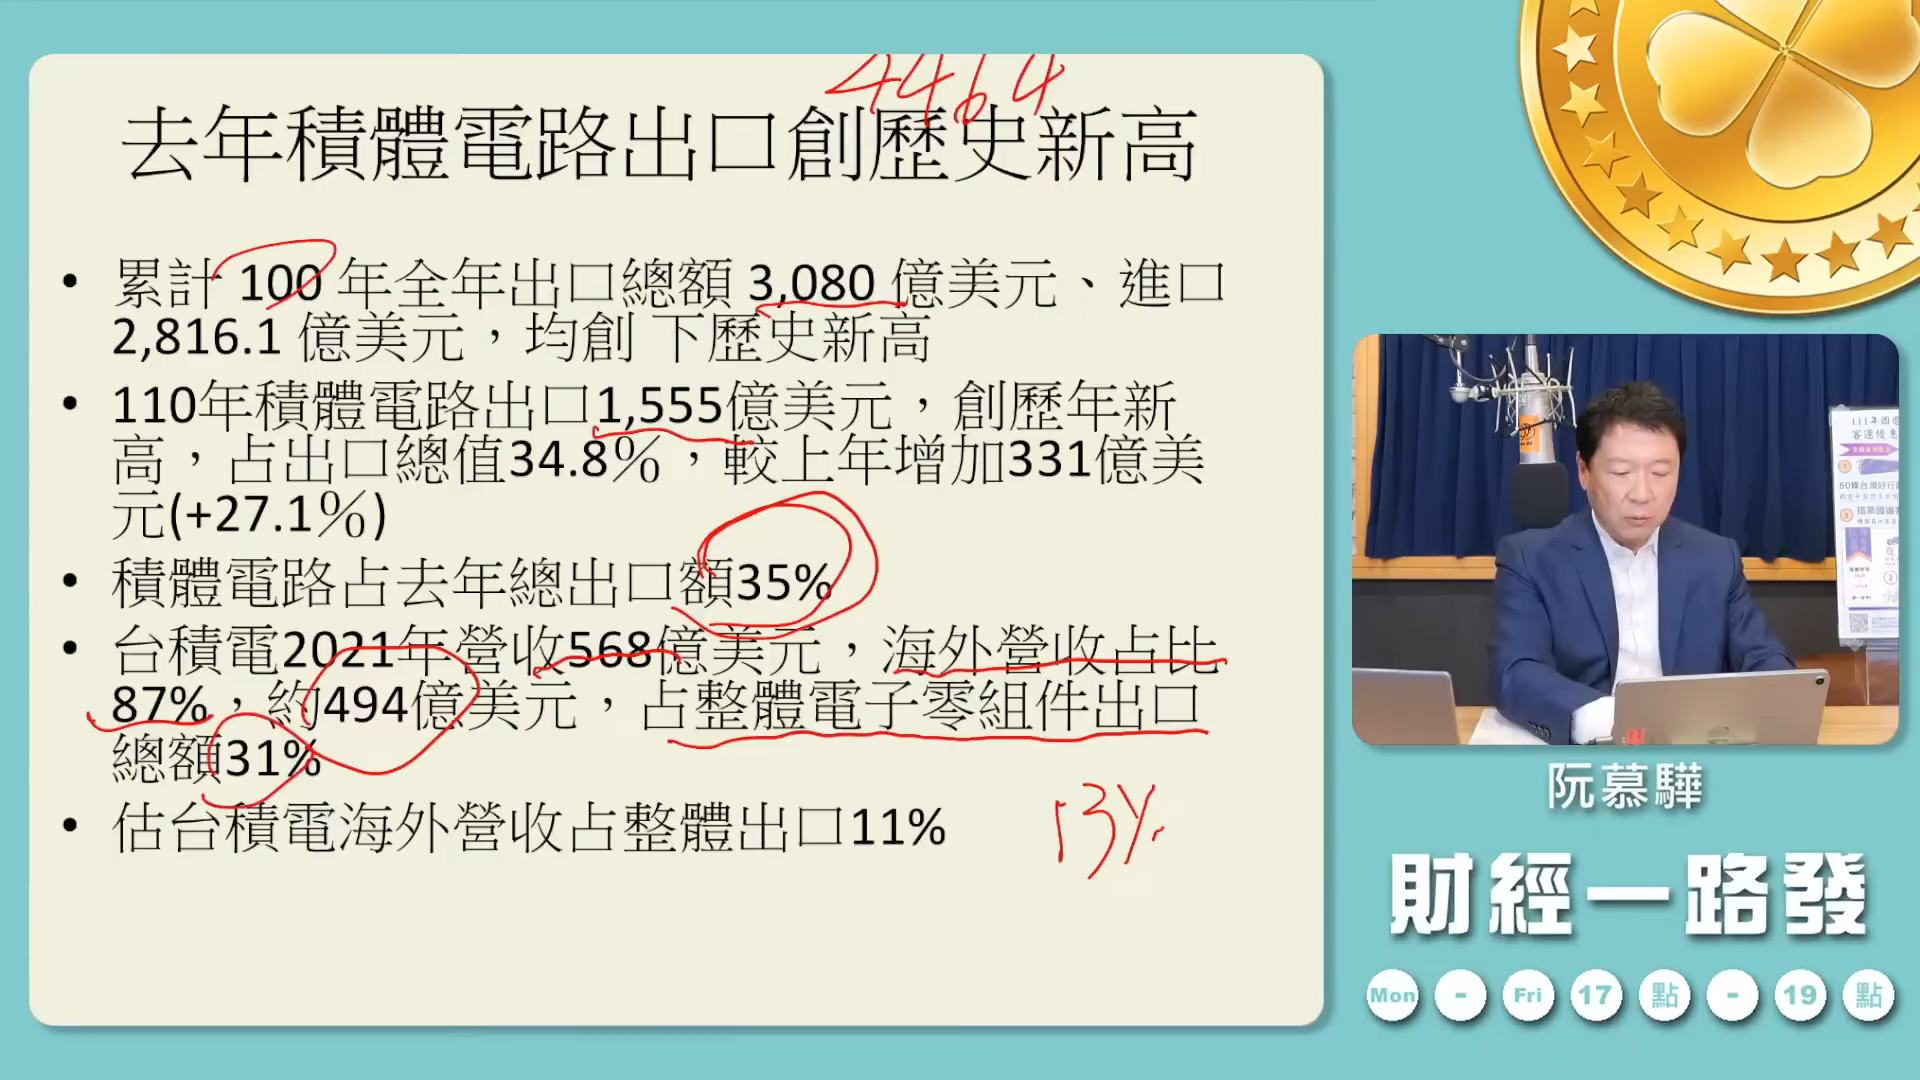 4464
去年積體電路出口創歷史新高
• 累計 100 年全年出口總額 3,080 億美元、進口
2,816.1 億美元，均創 下歷史新高
• 110年積體電路出口1,555億美元，創歷年新
高，占出口總值34.8％，較上年增加331億美
元(+27.1％)
• 積體電路占去年總出口額35%
• 台積電2021年營收568億美元，海外營收占比
87%，約494億美元，占整體電子零組件出口
總額31%
• 估台積電海外營收占整體出口11%
13%
111年國
客運優惠
阮慕驊
財經一路發
Mon - Fri 17 點 - 19 點